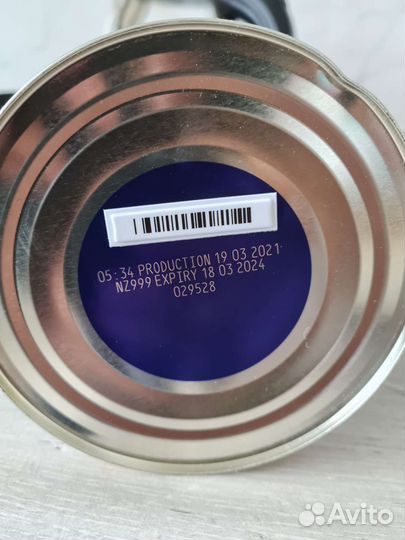 05:34 PRODUCTION 19 03 2021
NZ999 EXPIRY 18 03 2024
029528
Avito